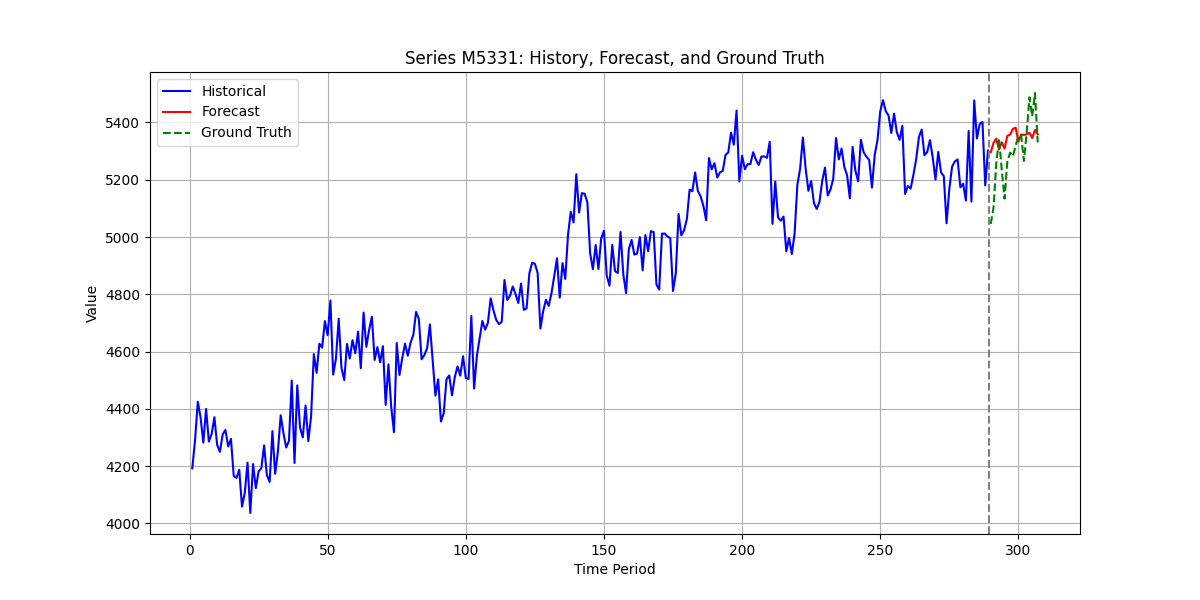 Series M5331: History, Forecast, and Ground Truth
Historical
Forecast
Ground Truth
Value
5400
5200
5000
4800
4600
4400
4200
4000
0 50 100 150 200 250 300
Time Period